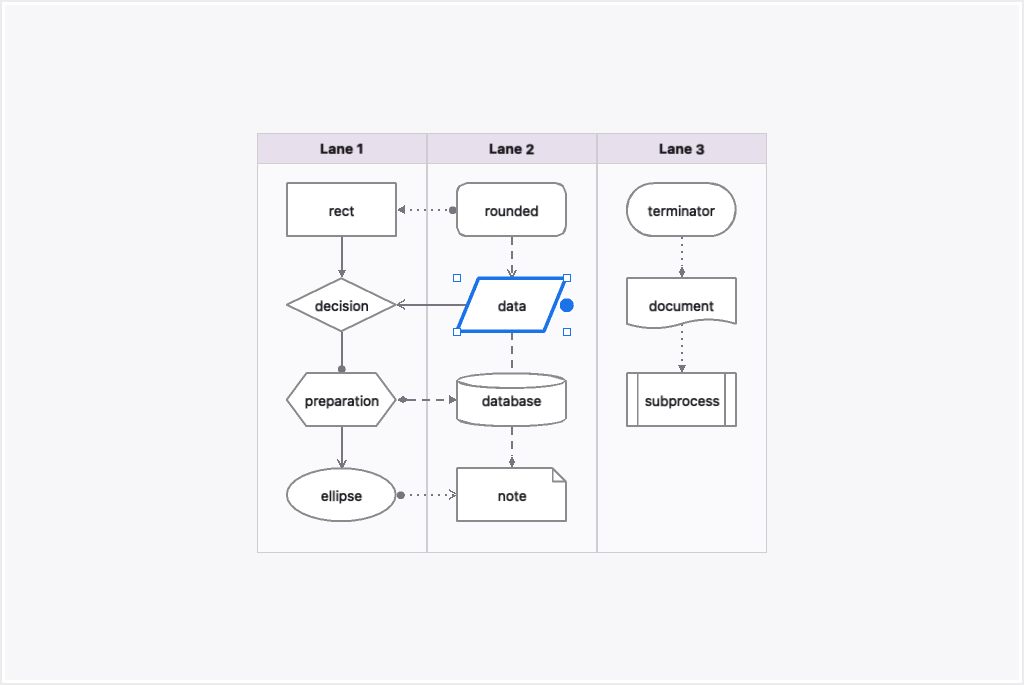 Lane 1
Lane 2
Lane 3
rect
rounded
terminator
decision
data
document
preparation
database
subprocess
ellipse
note